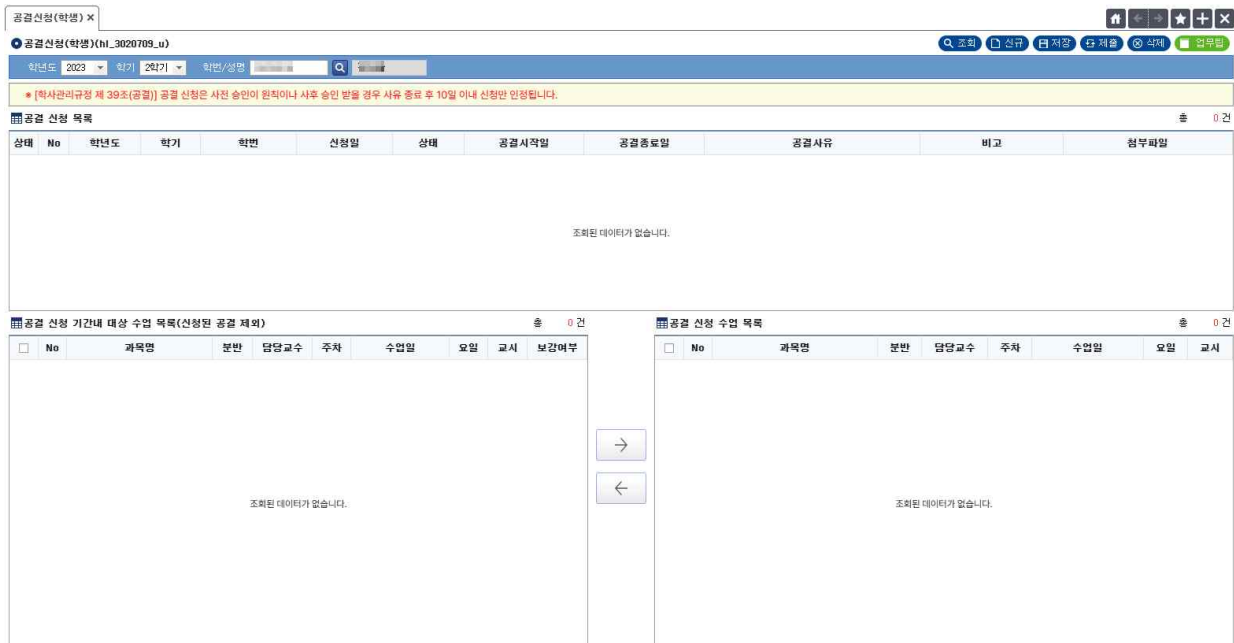 공결신청(학생) ×
공결신청(학생)(hl_3020709_u)
조회 신규 저장 제출 삭제 업무팁
학년도 2023 학기 2학기 학번/성명
* [학사관리규정 제 39조(공결)] 공결 신청은 사전 승인이 원칙이나 사후 승인 받을 경우 사유 종료 후 10일 이내 신청만 인정됩니다.
공결 신청 목록 총 0 건
상태 No 학년도 학기 학번 신청일 상태 공결시작일 공결종료일 공결사유 비고 첨부파일
조회된 데이터가 없습니다.
공결 신청 기간내 대상 수업 목록(신청된 공결 제외) 총 0 건
No 과목명 분반 담당교수 주차 수업일 요일 교시 보강여부
조회된 데이터가 없습니다.
공결 신청 수업 목록 총 0 건
No 과목명 분반 담당교수 주차 수업일 요일 교시
조회된 데이터가 없습니다.